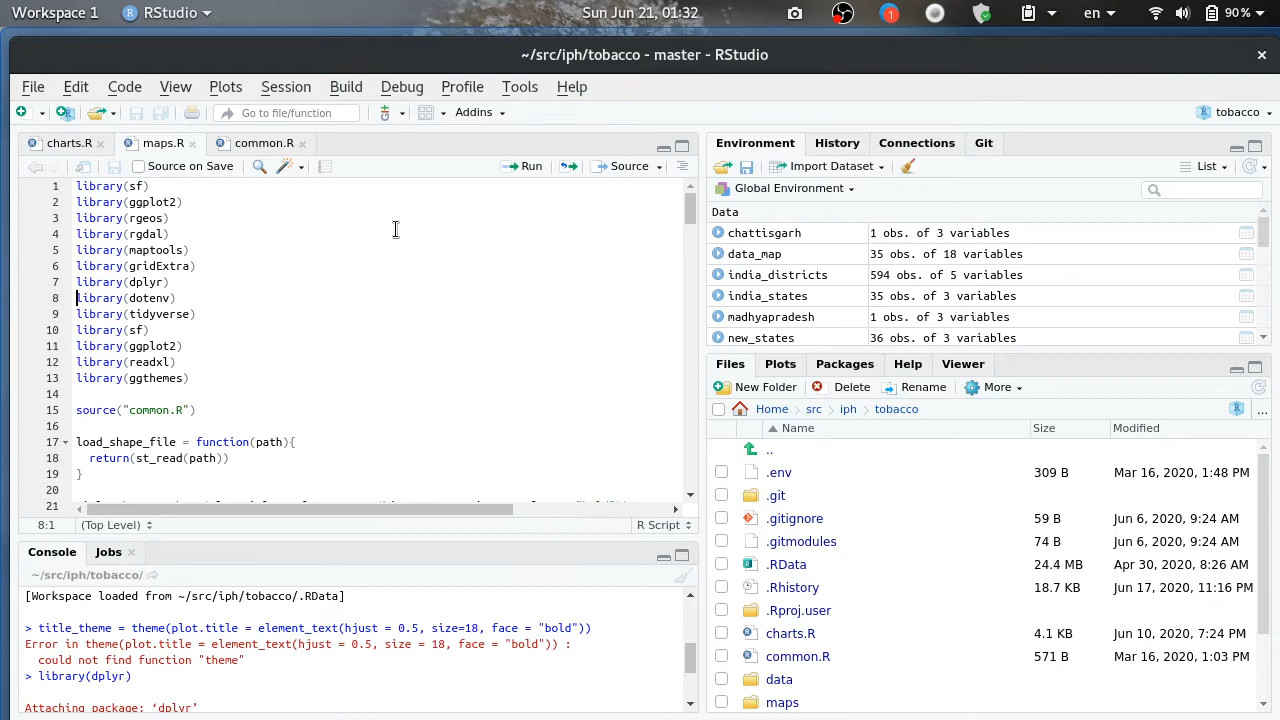 Workspace 1 RStudio Sun Jun 21, 01:32 1 en 90%
~/src/iph/tobacco - master - RStudio
File Edit Code View Plots Session Build Debug Profile Tools Help
Go to file/function Addins tobacco
charts.R maps.R common.R
Source on Save Run Source
1 library(sf)
2 library(ggplot2)
3 library(rgeos)
4 library(rgdal)
5 library(maptools)
6 library(gridExtra)
7 library(dplyr)
8 library(dotenv)
9 library(tidyverse)
10 library(sf)
11 library(ggplot2)
12 library(readxl)
13 library(ggthemes)
14
15 source("common.R")
16
17 load_shape_file = function(path){
18 return(st_read(path))
19 }
20
21
8:1 (Top Level) R Script
Console Jobs
~/src/iph/tobacco/
[Workspace loaded from ~/src/iph/tobacco/.RData]
> title_theme = theme(plot.title = element_text(hjust = 0.5, size=18, face = "bold"))
Error in theme(plot.title = element_text(hjust = 0.5, size = 18, face = "bold")) :
could not find function "theme"
> library(dplyr)
Attaching package: ‘dplyr’
Environment History Connections Git
Import Dataset List
Global Environment
Data
chattisgarh 1 obs. of 3 variables
data_map 35 obs. of 18 variables
india_districts 594 obs. of 5 variables
india_states 35 obs. of 3 variables
madhyapradesh 1 obs. of 3 variables
new_states 36 obs. of 3 variables
Files Plots Packages Help Viewer
New Folder Delete Rename More
Home src iph tobacco ...
Name Size Modified
..
.env 309 B Mar 16, 2020, 1:48 PM
.git
.gitignore 59 B Jun 6, 2020, 9:24 AM
.gitmodules 74 B Jun 6, 2020, 9:24 AM
.RData 24.4 MB Apr 30, 2020, 8:26 AM
.Rhistory 18.7 KB Jun 17, 2020, 11:16 PM
.Rproj.user
charts.R 4.1 KB Jun 10, 2020, 7:24 PM
common.R 571 B Mar 16, 2020, 1:03 PM
data
maps